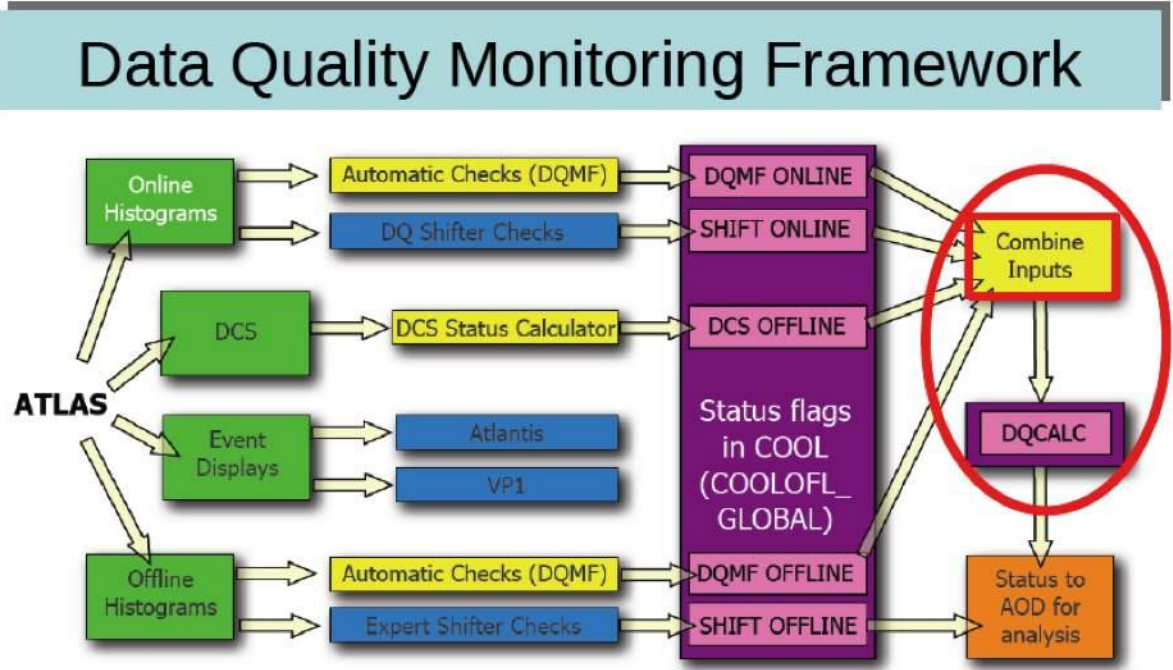 Data Quality Monitoring Framework
Online
Histograms
Automatic Checks (DQMF)
DQ Shifter Checks
DQMF ONLINE
SHIFT ONLINE
Combine
Inputs
DCS
DCS Status Calculator
DCS OFFLINE
ATLAS
Event
Displays
Atlantis
VP1
Status flags
in COOL
(COOLOFL_
GLOBAL)
DQCALC
Offline
Histograms
Automatic Checks (DQMF)
Expert Shifter Checks
DQMF OFFLINE
SHIFT OFFLINE
Status to
AOD for
analysis